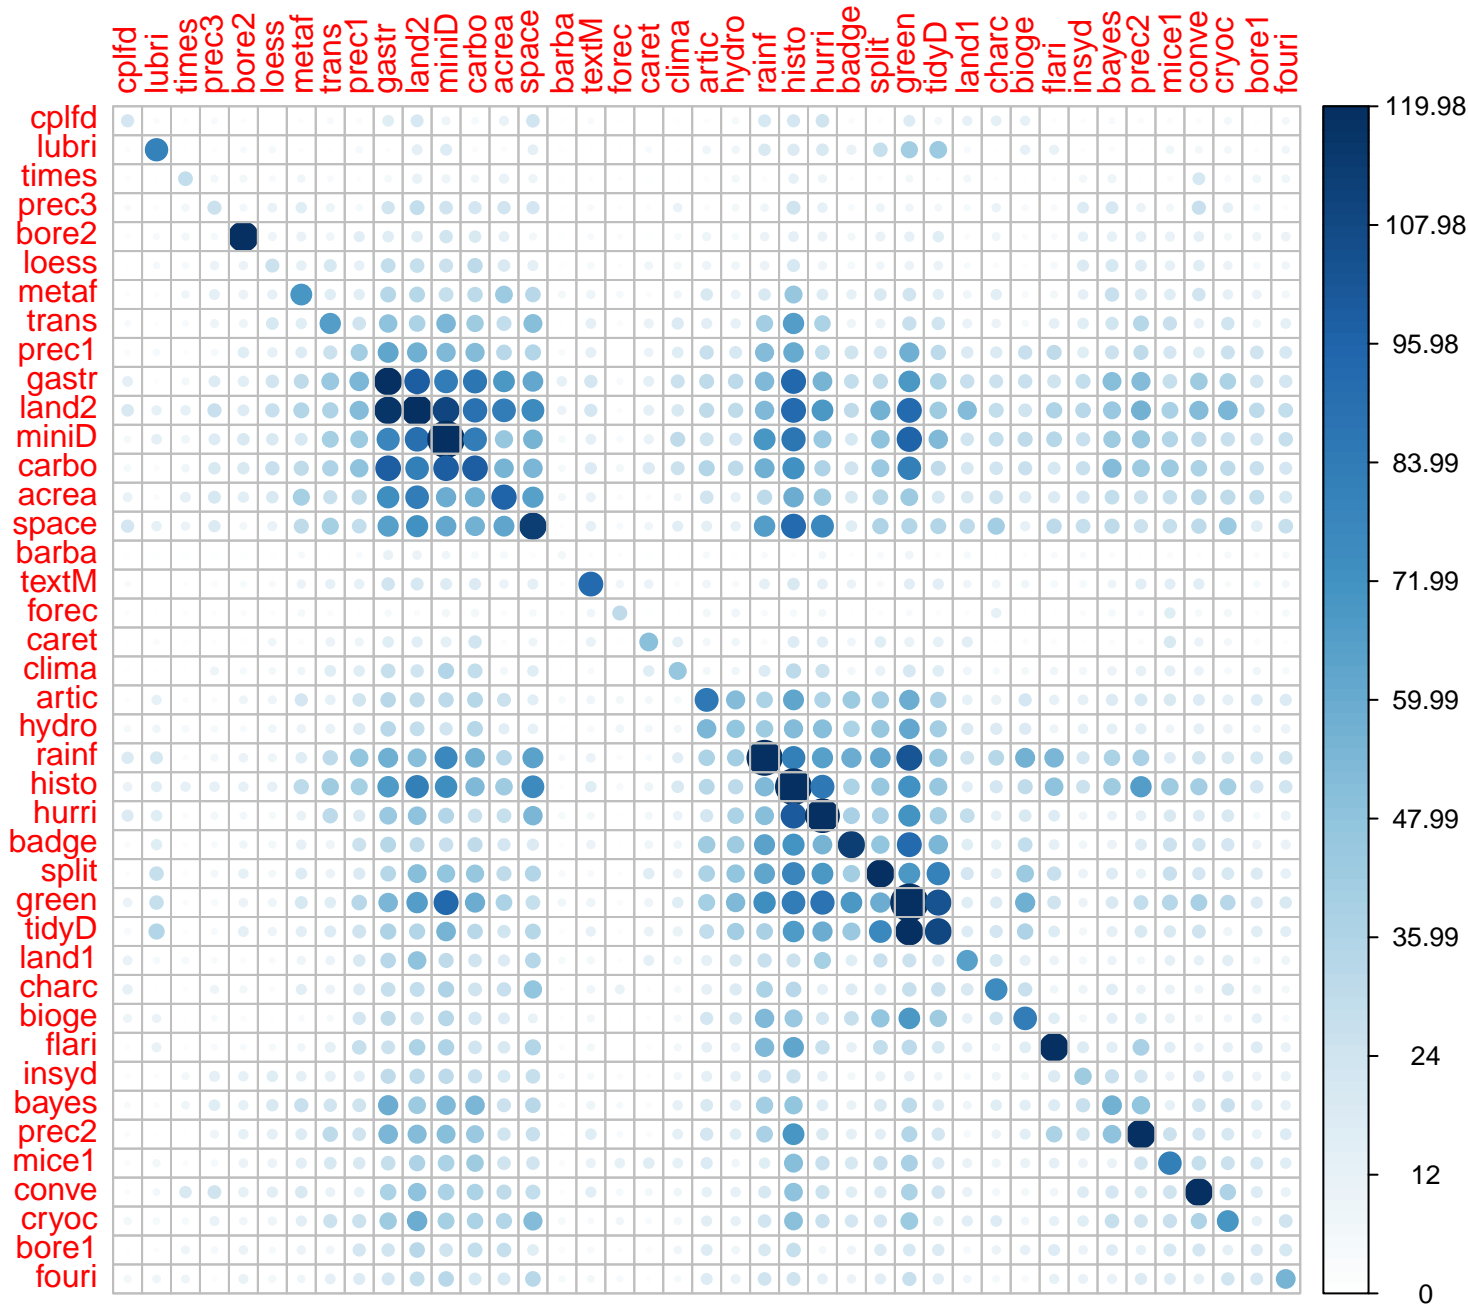 cplfd lubri times prec3 bore2 loess metaf trans prec1 gastr land2 miniD carbo acrea space barba textM forec caret clima artic hydro rainf histo hurri badge split green tidyD land1 charc bioge flari insyd bayes prec2 mice1 conve cryoc bore1 fouri
cplfd
lubri
times
prec3
bore2
loess
metaf
trans
prec1
gastr
land2
miniD
carbo
acrea
space
barba
textM
forec
caret
clima
artic
hydro
rainf
histo
hurri
badge
split
green
tidyD
land1
charc
bioge
flari
insyd
bayes
prec2
mice1
conve
cryoc
bore1
fouri
119.98
107.98
95.98
83.99
71.99
59.99
47.99
35.99
24
12
0